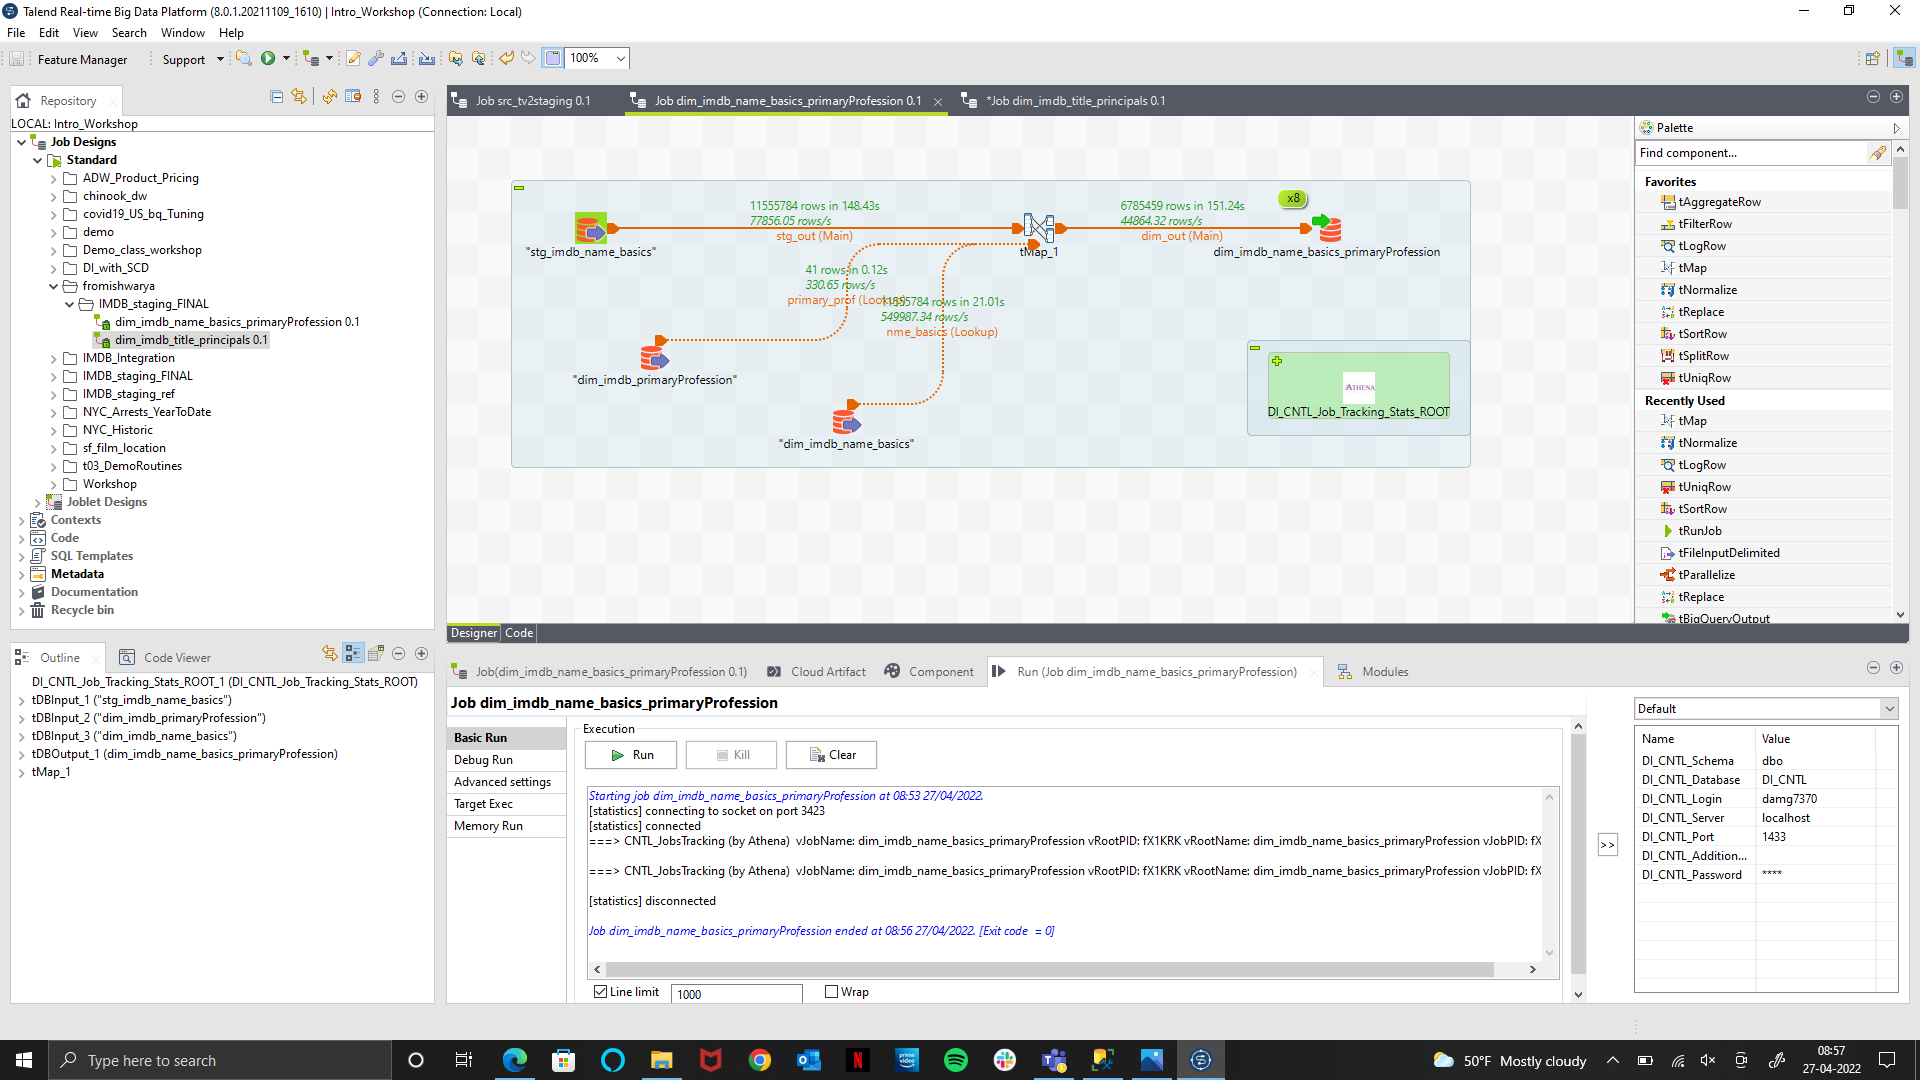 Talend Real-time Big Data Platform (8.0.1.20211109_1610) | Intro_Workshop (Connection: Local)
File Edit View Search Window Help
Feature Manager Support 100%
Repository
LOCAL: Intro_Workshop
Job Designs
Standard
ADW_Product_Pricing
chinook_dw
covid19_US_bq_Tuning
demo
Demo_class_workshop
DI_with_SCD
fromishwarya
IMDB_staging_FINAL
dim_imdb_name_basics_primaryProfession 0.1
dim_imdb_title_principals 0.1
IMDB_Integration
IMDB_staging_FINAL
IMDB_staging_ref
NYC_Arrests_YearToDate
NYC_Historic
sf_film_location
t03_DemoRoutines
Workshop
Joblet Designs
Contexts
Code
SQL Templates
Metadata
Documentation
Recycle bin
Job src_tv2staging 0.1 Job dim_imdb_name_basics_primaryProfession 0.1 *Job dim_imdb_title_principals 0.1
11555784 rows in 148.43s
77856.05 rows/s
stg_out (Main)
"stg_imdb_name_basics"
tMap_1
6785459 rows in 151.24s
44864.32 rows/s
dim_out (Main)
x8
dim_imdb_name_basics_primaryProfession
41 rows in 0.12s
330.65 rows/s
primary_prof (Lookup)
11555784 rows in 21.01s
549987.34 rows/s
nme_basics (Lookup)
"dim_imdb_primaryProfession"
"dim_imdb_name_basics"
ATHENA
DI_CNTL_Job_Tracking_Stats_ROOT
Designer Code
Palette
Find component...
Favorites
tAggregateRow
tFilterRow
tLogRow
tMap
tNormalize
tReplace
tSortRow
tSplitRow
tUniqRow
Recently Used
tMap
tNormalize
tLogRow
tUniqRow
tSortRow
tRunJob
tFileInputDelimited
tParallelize
tReplace
tBigQueryOutput
Outline Code Viewer
DI_CNTL_Job_Tracking_Stats_ROOT_1 (DI_CNTL_Job_Tracking_Stats_ROOT)
tDBInput_1 ("stg_imdb_name_basics")
tDBInput_2 ("dim_imdb_primaryProfession")
tDBInput_3 ("dim_imdb_name_basics")
tDBOutput_1 (dim_imdb_name_basics_primaryProfession)
tMap_1
Job(dim_imdb_name_basics_primaryProfession 0.1) Cloud Artifact Component Run (Job dim_imdb_name_basics_primaryProfession) Modules
Job dim_imdb_name_basics_primaryProfession
Basic Run
Debug Run
Advanced settings
Target Exec
Memory Run
Execution
Run Kill Clear
Starting job dim_imdb_name_basics_primaryProfession at 08:53 27/04/2022.
[statistics] connecting to socket on port 3423
[statistics] connected
===> CNTL_JobsTracking (by Athena) vJobName: dim_imdb_name_basics_primaryProfession vRootPID: fX1KRK vRootName: dim_imdb_name_basics_primaryProfession vJobPID: fX
===> CNTL_JobsTracking (by Athena) vJobName: dim_imdb_name_basics_primaryProfession vRootPID: fX1KRK vRootName: dim_imdb_name_basics_primaryProfession vJobPID: fX
[statistics] disconnected
Job dim_imdb_name_basics_primaryProfession ended at 08:56 27/04/2022. [Exit code = 0]
Line limit 1000 Wrap
>>
Default
Name Value
DI_CNTL_Schema dbo
DI_CNTL_Database DI_CNTL
DI_CNTL_Login damg7370
DI_CNTL_Server localhost
DI_CNTL_Port 1433
DI_CNTL_Addition...
DI_CNTL_Password ****
Type here to search
prime video
50°F Mostly cloudy
08:57
27-04-2022